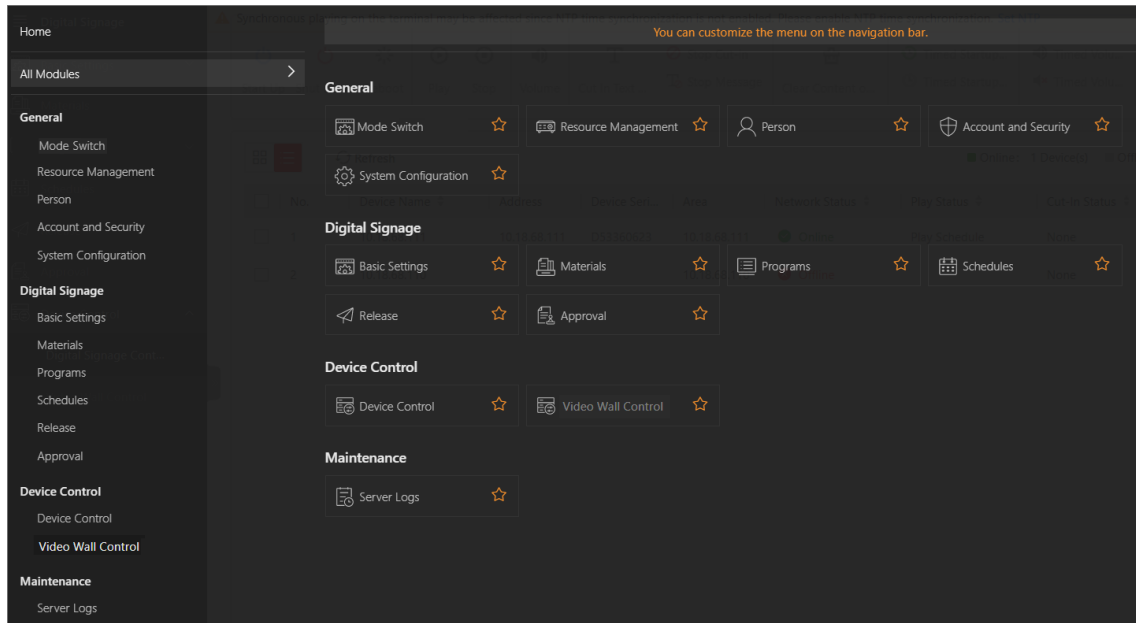 Home
You can customize the menu on the navigation bar.
All Modules
General
Mode Switch
Resource Management
Person
Account and Security
System Configuration
Digital Signage
Basic Settings
Materials
Programs
Schedules
Release
Approval
Device Control
Device Control
Video Wall Control
Maintenance
Server Logs
General
Mode Switch
Resource Management
Person
Account and Security
System Configuration
Digital Signage
Basic Settings
Materials
Programs
Schedules
Release
Approval
Device Control
Device Control
Video Wall Control
Maintenance
Server Logs